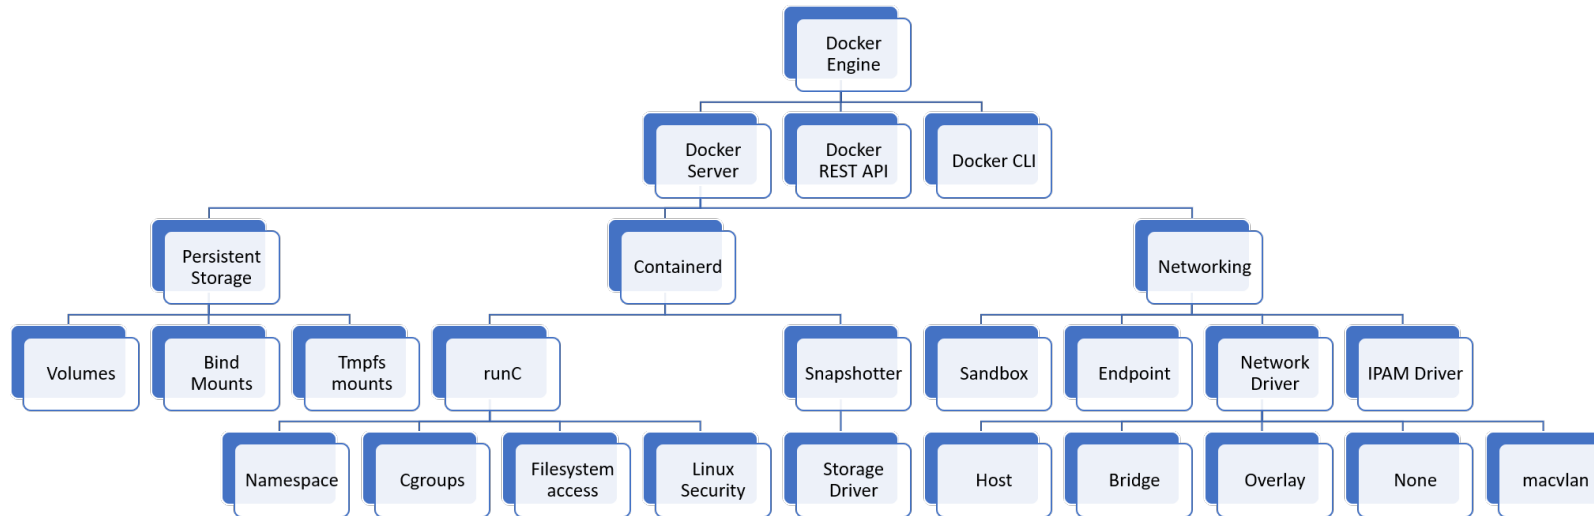 Docker
Engine
Docker
Server
Docker
REST API
Docker CLI
Persistent
Storage
Containerd
Networking
Volumes
Bind
Mounts
Tmpfs
mounts
runC
Snapshotter
Sandbox
Endpoint
Network
Driver
IPAM Driver
Namespace
Cgroups
Filesystem
access
Linux
Security
Storage
Driver
Host
Bridge
Overlay
None
macvlan